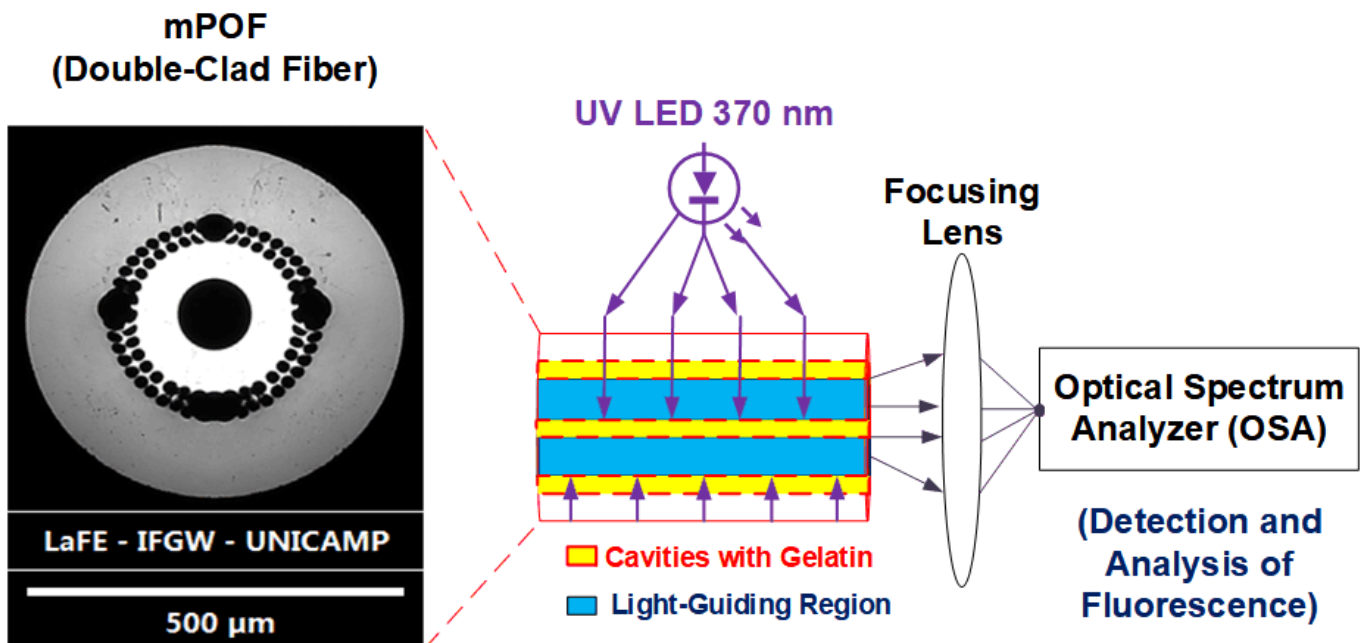 mPOF
(Double-Clad Fiber)
LaFE - IFGW - UNICAMP
500 µm
UV LED 370 nm
Focusing
Lens
Optical Spectrum
Analyzer (OSA)
(Detection and
Analysis of
Fluorescence)
Cavities with Gelatin
Light-Guiding Region